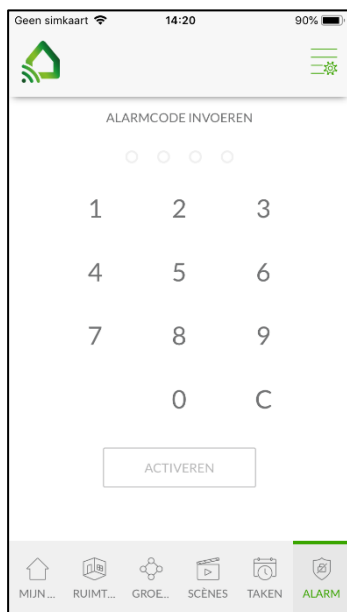 Geen simkaart 14:20 90%
ALARMCODE INVOEREN
1 2 3
4 5 6
7 8 9
0 C
ACTIVEREN
MIJN... RUIMT... GROE... SCÈNES TAKEN ALARM